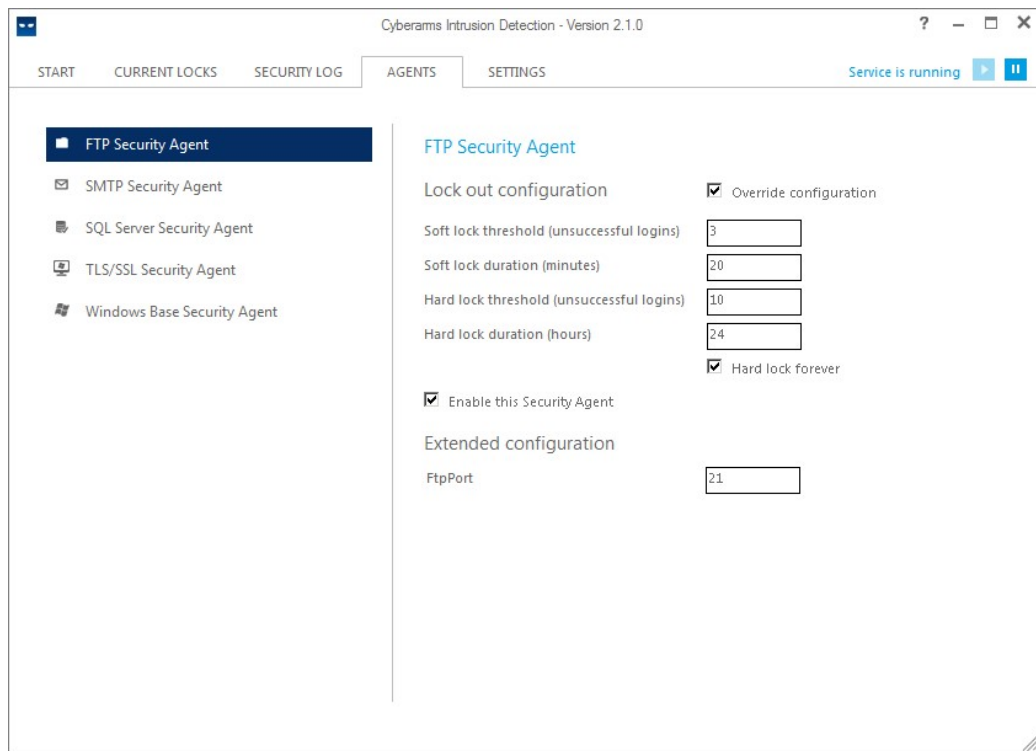 Cyberarms Intrusion Detection - Version 2.1.0 ?
START CURRENT LOCKS SECURITY LOG AGENTS SETTINGS Service is running
FTP Security Agent
SMTP Security Agent
SQL Server Security Agent
TLS/SSL Security Agent
Windows Base Security Agent
FTP Security Agent
Lock out configuration Override configuration
Soft lock threshold (unsuccessful logins) 3
Soft lock duration (minutes) 20
Hard lock threshold (unsuccessful logins) 10
Hard lock duration (hours) 24
Hard lock forever
Enable this Security Agent
Extended configuration
FtpPort 21